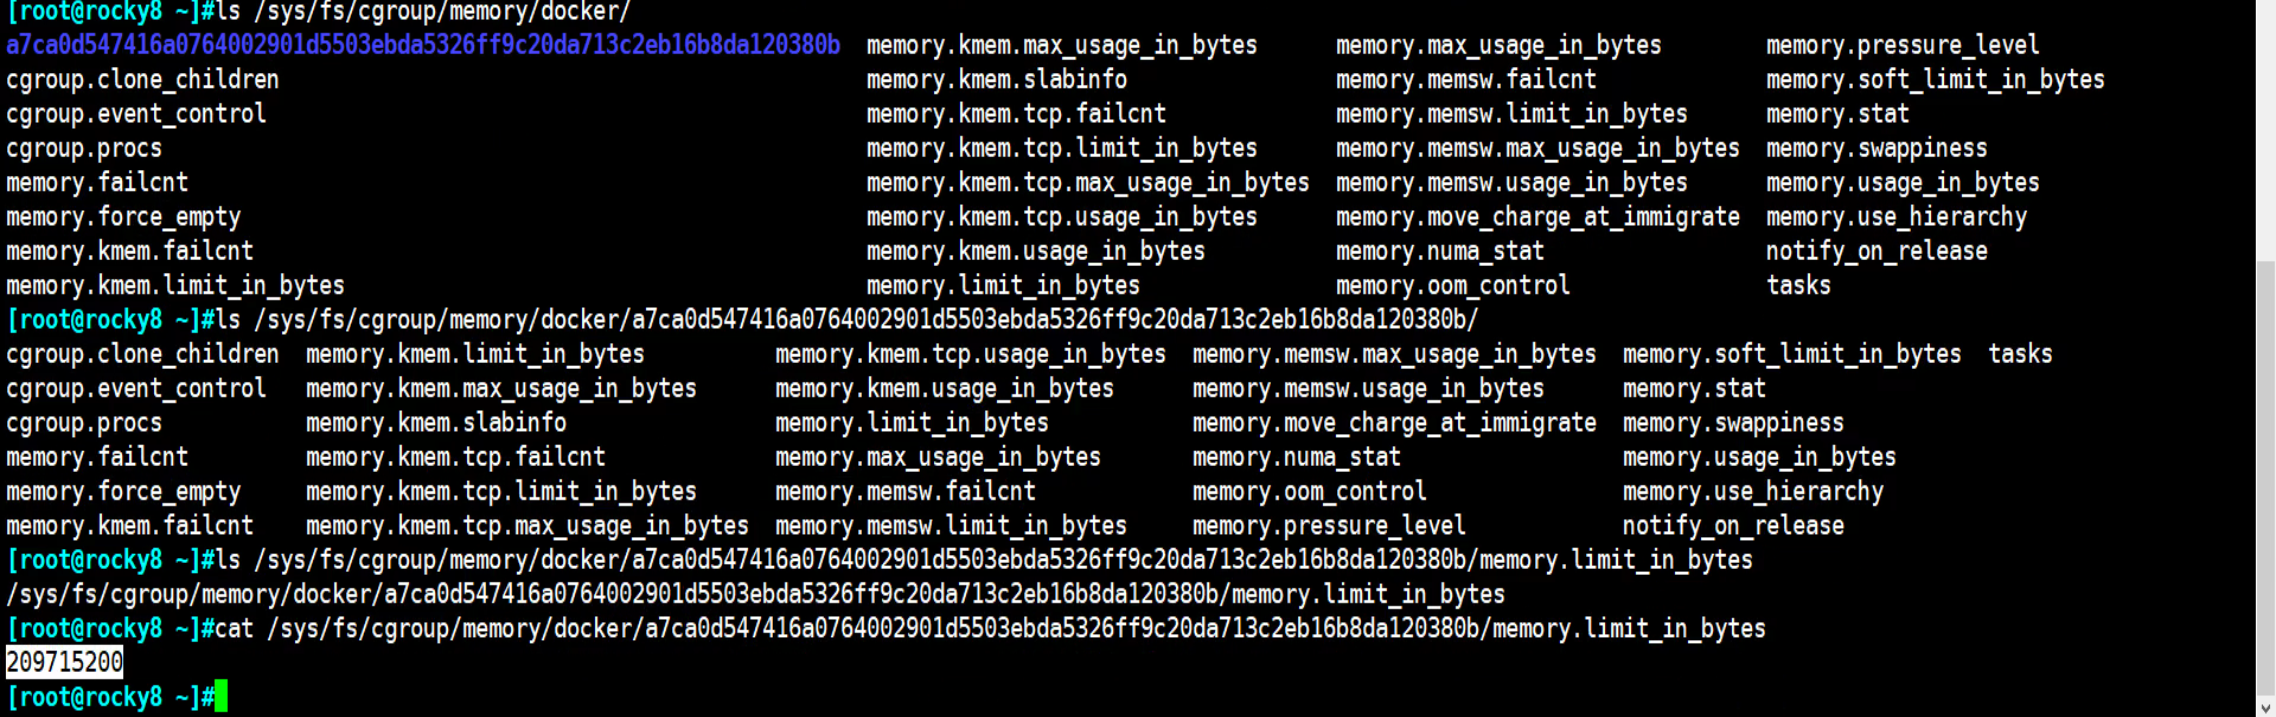 [root@rocky8 ~]#ls /sys/fs/cgroup/memory/docker/
a7ca0d547416a0764002901d5503ebda5326ff9c20da713c2eb16b8da120380b memory.kmem.max_usage_in_bytes memory.max_usage_in_bytes memory.pressure_level
cgroup.clone_children memory.kmem.slabinfo memory.memsw.failcnt memory.soft_limit_in_bytes
cgroup.event_control memory.kmem.tcp.failcnt memory.memsw.limit_in_bytes memory.stat
cgroup.procs memory.kmem.tcp.limit_in_bytes memory.memsw.max_usage_in_bytes memory.swappiness
memory.failcnt memory.kmem.tcp.max_usage_in_bytes memory.memsw.usage_in_bytes memory.usage_in_bytes
memory.force_empty memory.kmem.tcp.usage_in_bytes memory.move_charge_at_immigrate memory.use_hierarchy
memory.kmem.failcnt memory.kmem.usage_in_bytes memory.numa_stat notify_on_release
memory.kmem.limit_in_bytes memory.limit_in_bytes memory.oom_control tasks
[root@rocky8 ~]#ls /sys/fs/cgroup/memory/docker/a7ca0d547416a0764002901d5503ebda5326ff9c20da713c2eb16b8da120380b/
cgroup.clone_children memory.kmem.limit_in_bytes memory.kmem.tcp.usage_in_bytes memory.memsw.max_usage_in_bytes memory.soft_limit_in_bytes tasks
cgroup.event_control memory.kmem.max_usage_in_bytes memory.kmem.usage_in_bytes memory.memsw.usage_in_bytes memory.stat
cgroup.procs memory.kmem.slabinfo memory.limit_in_bytes memory.move_charge_at_immigrate memory.swappiness
memory.failcnt memory.kmem.tcp.failcnt memory.max_usage_in_bytes memory.numa_stat memory.usage_in_bytes
memory.force_empty memory.kmem.tcp.limit_in_bytes memory.memsw.failcnt memory.oom_control memory.use_hierarchy
memory.kmem.failcnt memory.kmem.tcp.max_usage_in_bytes memory.memsw.limit_in_bytes memory.pressure_level notify_on_release
[root@rocky8 ~]#ls /sys/fs/cgroup/memory/docker/a7ca0d547416a0764002901d5503ebda5326ff9c20da713c2eb16b8da120380b/memory.limit_in_bytes
/sys/fs/cgroup/memory/docker/a7ca0d547416a0764002901d5503ebda5326ff9c20da713c2eb16b8da120380b/memory.limit_in_bytes
[root@rocky8 ~]#cat /sys/fs/cgroup/memory/docker/a7ca0d547416a0764002901d5503ebda5326ff9c20da713c2eb16b8da120380b/memory.limit_in_bytes
209715200
[root@rocky8 ~]#